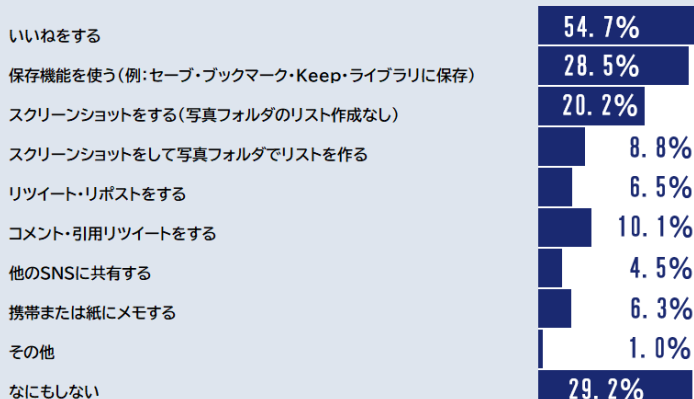 いいねをする 54.7%
保存機能を使う(例:セーブ・ブックマーク・Keep・ライブラリに保存) 28.5%
スクリーンショットをする(写真フォルダのリスト作成なし) 20.2%
スクリーンショットをして写真フォルダでリストを作る 8.8%
リツイート・リポストをする 6.5%
コメント・引用リツイートをする 10.1%
他のSNSに共有する 4.5%
携帯または紙にメモする 6.3%
その他 1.0%
なにもしない 29.2%